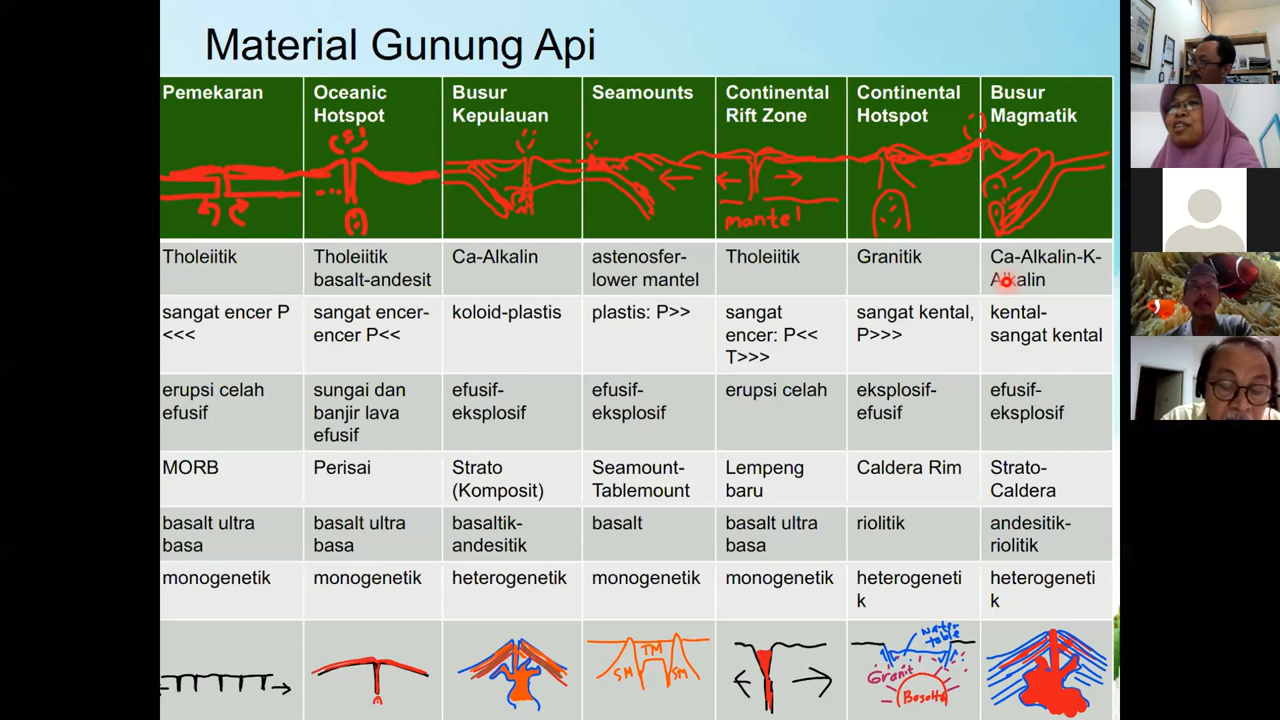 Material Gunung Api
Pemekaran
Oceanic
Hotspot
Busur
Kepulauan
Seamounts
Continental
Rift Zone
Continental
Hotspot
Busur
Magmatik
mantel
Tholeiitik
Tholeiitik
basalt-andesit
Ca-Alkalin
astenosfer-
lower mantel
Tholeiitik
Granitik
Ca-Alkalin-K-
Alkalin
sangat encer P
<<<
sangat encer-
encer P<<
koloid-plastis
plastis: P>>
sangat
encer: P<<
T>>>
sangat kental,
P>>>
kental-
sangat kental
erupsi celah
efusif
sungai dan
banjir lava
efusif
efusif-
eksplosif
efusif-
eksplosif
erupsi celah
eksplosif-
efusif
efusif-
eksplosif
MORB
Perisai
Strato
(Komposit)
Seamount-
Tablemount
Lempeng
baru
Caldera Rim
Strato-
Caldera
basalt ultra
basa
basalt ultra
basa
basaltik-
andesitik
basalt
basalt ultra
basa
riolitik
andesitik-
riolitik
monogenetik
monogenetik
heterogenetik
monogenetik
monogenetik
heterogeneti
k
heterogeneti
k
SM
TM
SM
water
table
Granit